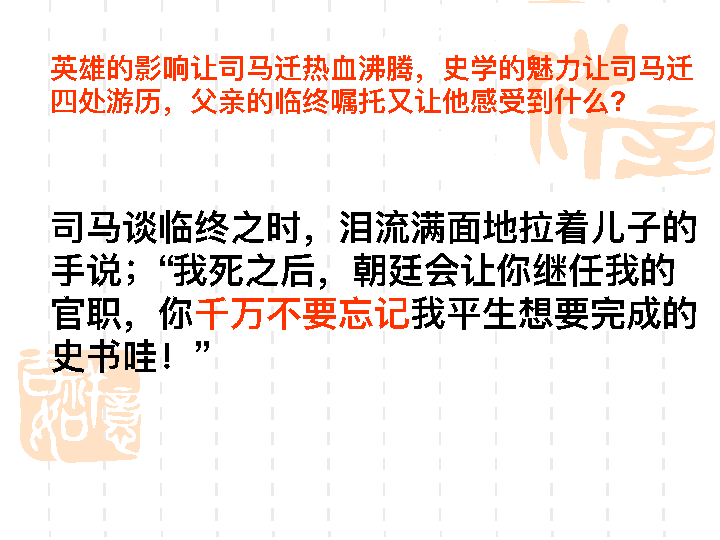 英雄的影响让司马迁热血沸腾，史学的魅力让司马迁
四处游历，父亲的临终嘱托又让他感受到什么?
司马谈临终之时，泪流满面地拉着儿子的
手说；“我死之后，朝廷会让你继任我的
官职，你千万不要忘记我平生想要完成的
史书哇！”